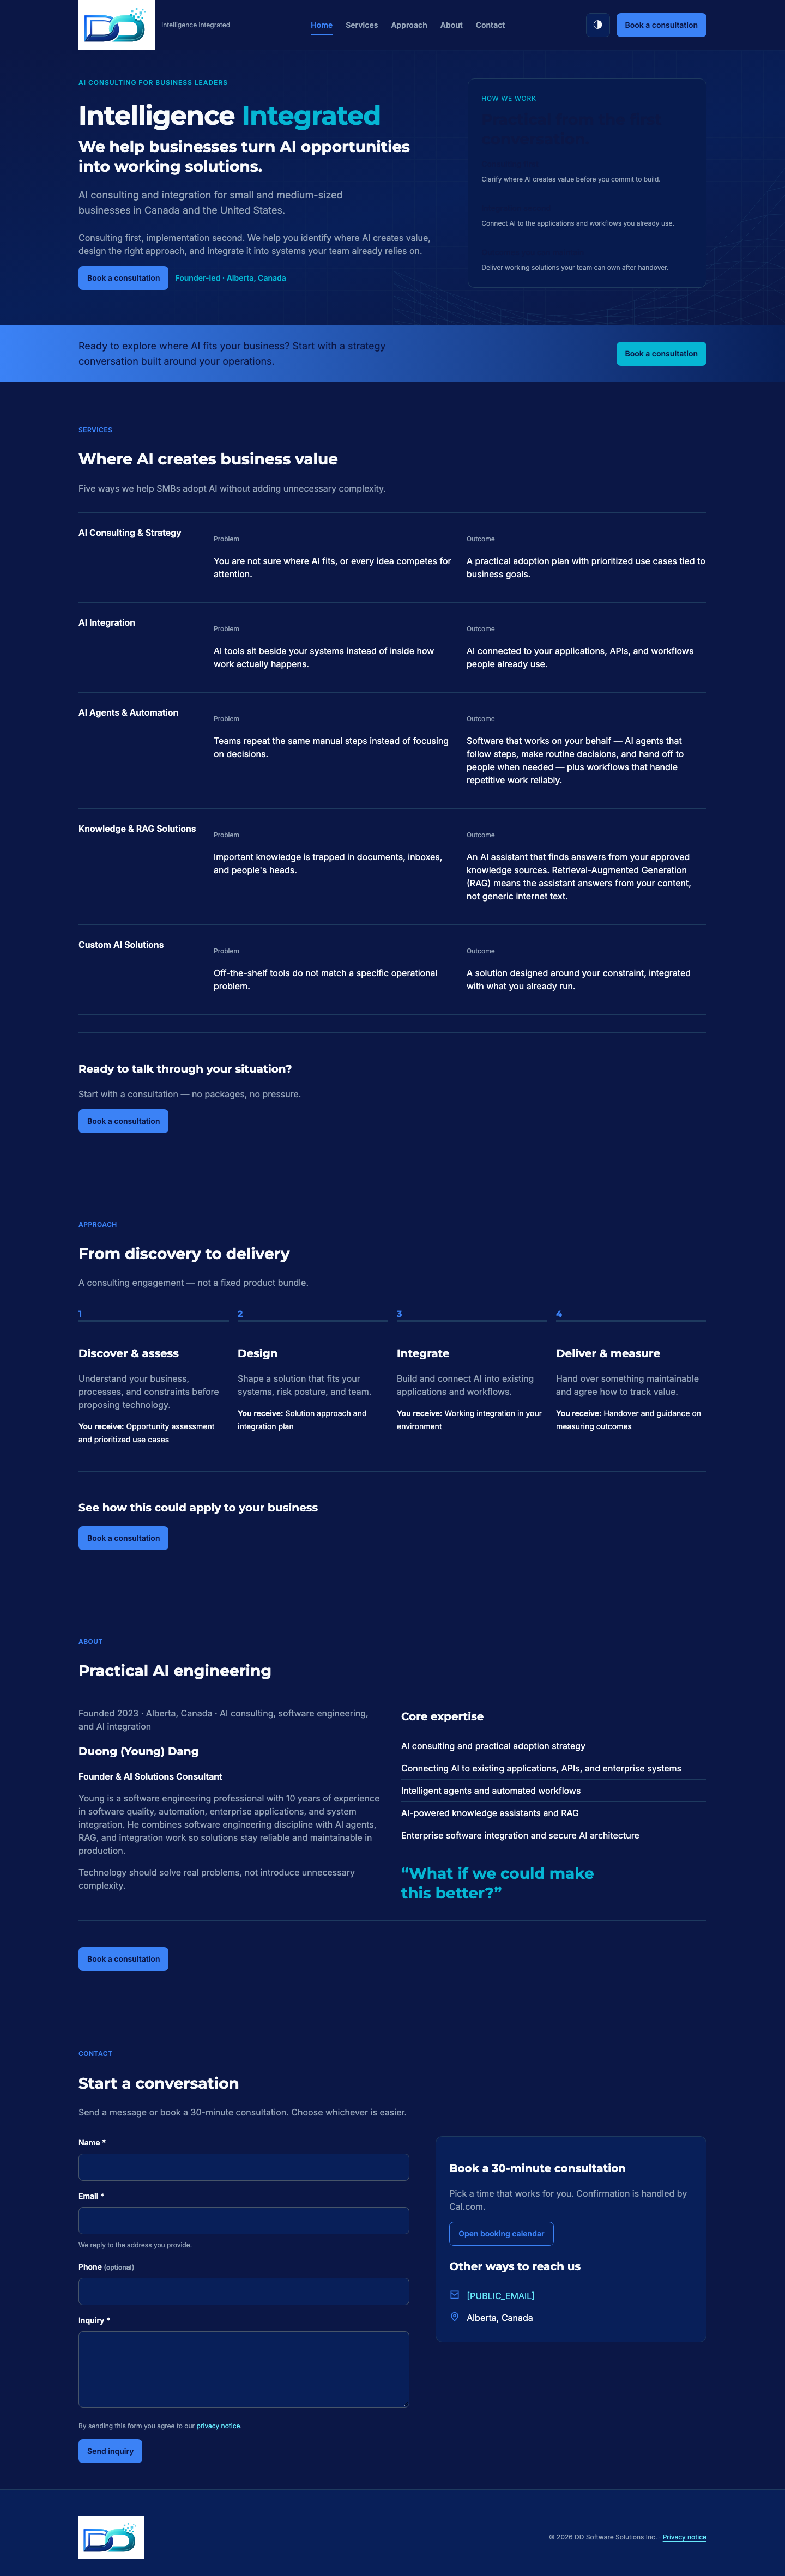 DD
Intelligence integrated
Home
Services
Approach
About
Contact
Book a consultation
AI CONSULTING FOR BUSINESS LEADERS
Intelligence Integrated
We help businesses turn AI opportunities
into working solutions.
AI consulting and integration for small and medium-sized
businesses in Canada and the United States.
Consulting first, implementation second. We help you identify where AI creates value,
design the right approach, and integrate it into systems your team already relies on.
Book a consultation
Founder-led · Alberta, Canada
HOW WE WORK
Clarify where AI creates value before you commit to build.
Connect AI to the applications and workflows you already use.
Deliver working solutions your team can own after handover.
Ready to explore where AI fits your business? Start with a strategy
conversation built around your operations.
Book a consultation
SERVICES
Where AI creates business value
Five ways we help SMBs adopt AI without adding unnecessary complexity.
AI Consulting & Strategy
Problem
You are not sure where AI fits, or every idea competes for
attention.
Outcome
A practical adoption plan with prioritized use cases tied to
business goals.
AI Integration
Problem
AI tools sit beside your systems instead of inside how
work actually happens.
Outcome
AI connected to your applications, APIs, and workflows
people already use.
AI Agents & Automation
Problem
Teams repeat the same manual steps instead of focusing
on decisions.
Outcome
Software that works on your behalf — AI agents that
follow steps, make routine decisions, and hand off to
people when needed — plus workflows that handle
repetitive work reliably.
Knowledge & RAG Solutions
Problem
Important knowledge is trapped in documents, inboxes,
and people's heads.
Outcome
An AI assistant that finds answers from your approved
knowledge sources. Retrieval-Augmented Generation
(RAG) means the assistant answers from your content,
not generic internet text.
Custom AI Solutions
Problem
Off-the-shelf tools do not match a specific operational
problem.
Outcome
A solution designed around your constraint, integrated
with what you already run.
Ready to talk through your situation?
Start with a consultation — no packages, no pressure.
Book a consultation
APPROACH
From discovery to delivery
A consulting engagement — not a fixed product bundle.
1
Discover & assess
Understand your business,
processes, and constraints before
proposing technology.
You receive: Opportunity assessment
and prioritized use cases
2
Design
Shape a solution that fits your
systems, risk posture, and team.
You receive: Solution approach and
integration plan
3
Integrate
Build and connect AI into existing
applications and workflows.
You receive: Working integration in your
environment
4
Deliver & measure
Hand over something maintainable
and agree how to track value.
You receive: Handover and guidance on
measuring outcomes
See how this could apply to your business
Book a consultation
ABOUT
Practical AI engineering
Founded 2023 · Alberta, Canada · AI consulting, software engineering,
and AI integration
Duong (Young) Dang
Founder & AI Solutions Consultant
Young is a software engineering professional with 10 years of experience
in software quality, automation, enterprise applications, and system
integration. He combines software engineering discipline with AI agents,
RAG, and integration work so solutions stay reliable and maintainable in
production.
Technology should solve real problems, not introduce unnecessary
complexity.
Core expertise
AI consulting and practical adoption strategy
Connecting AI to existing applications, APIs, and enterprise systems
Intelligent agents and automated workflows
AI-powered knowledge assistants and RAG
Enterprise software integration and secure AI architecture
“What if we could make
this better?”
Book a consultation
CONTACT
Start a conversation
Send a message or book a 30-minute consultation. Choose whichever is easier.
Name *
Email *
We reply to the address you provide.
Phone (optional)
Inquiry *
By sending this form you agree to our privacy notice.
Send inquiry
Book a 30-minute consultation
Pick a time that works for you. Confirmation is handled by
Cal.com.
Open booking calendar
Other ways to reach us
[PUBLIC_EMAIL]
Alberta, Canada
DD
© 2026 DD Software Solutions Inc. · Privacy notice